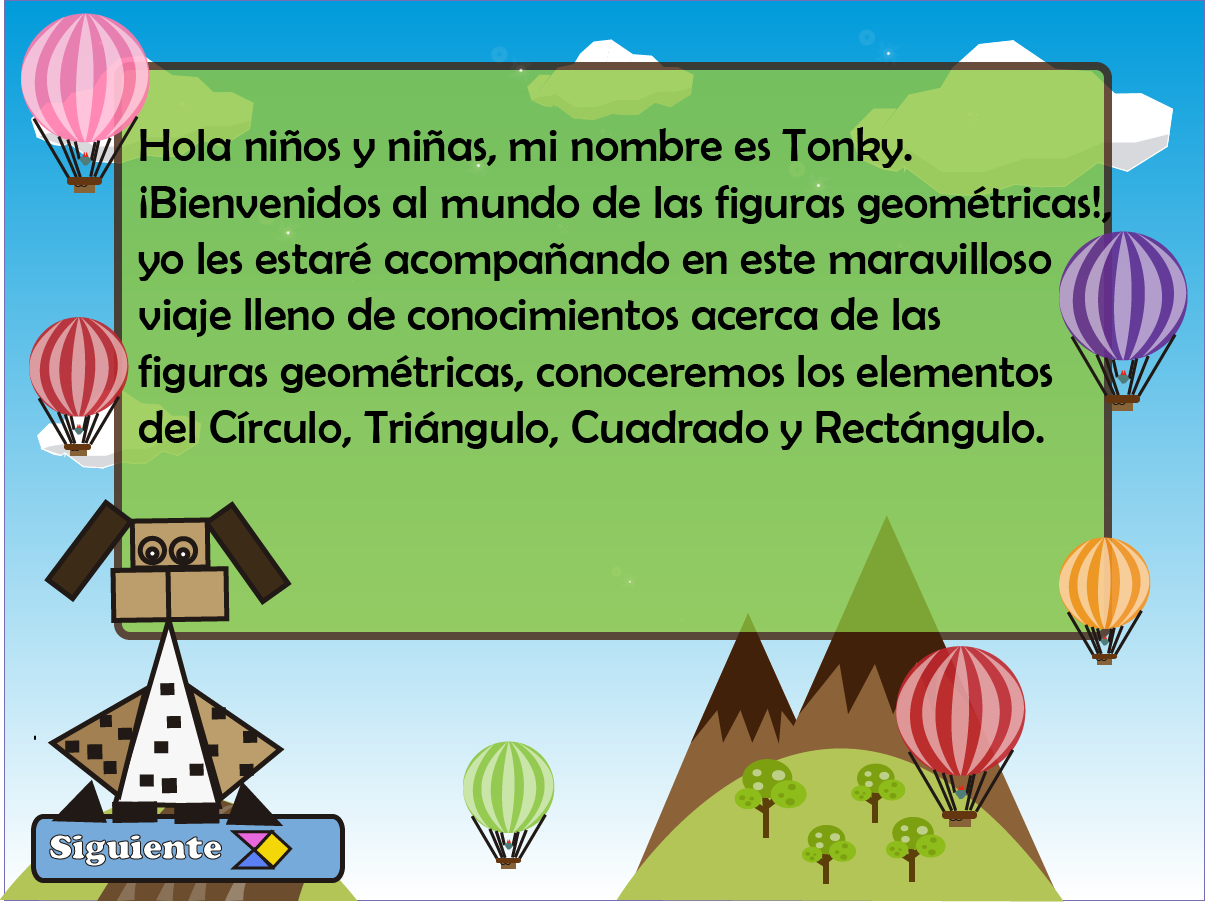 Hola niños y niñas, mi nombre es Tonky.
¡Bienvenidos al mundo de las figuras geométricas!,
yo les estaré acompañando en este maravilloso
viaje lleno de conocimientos acerca de las
figuras geométricas, conoceremos los elementos
del Círculo, Triángulo, Cuadrado y Rectángulo.
Siguiente